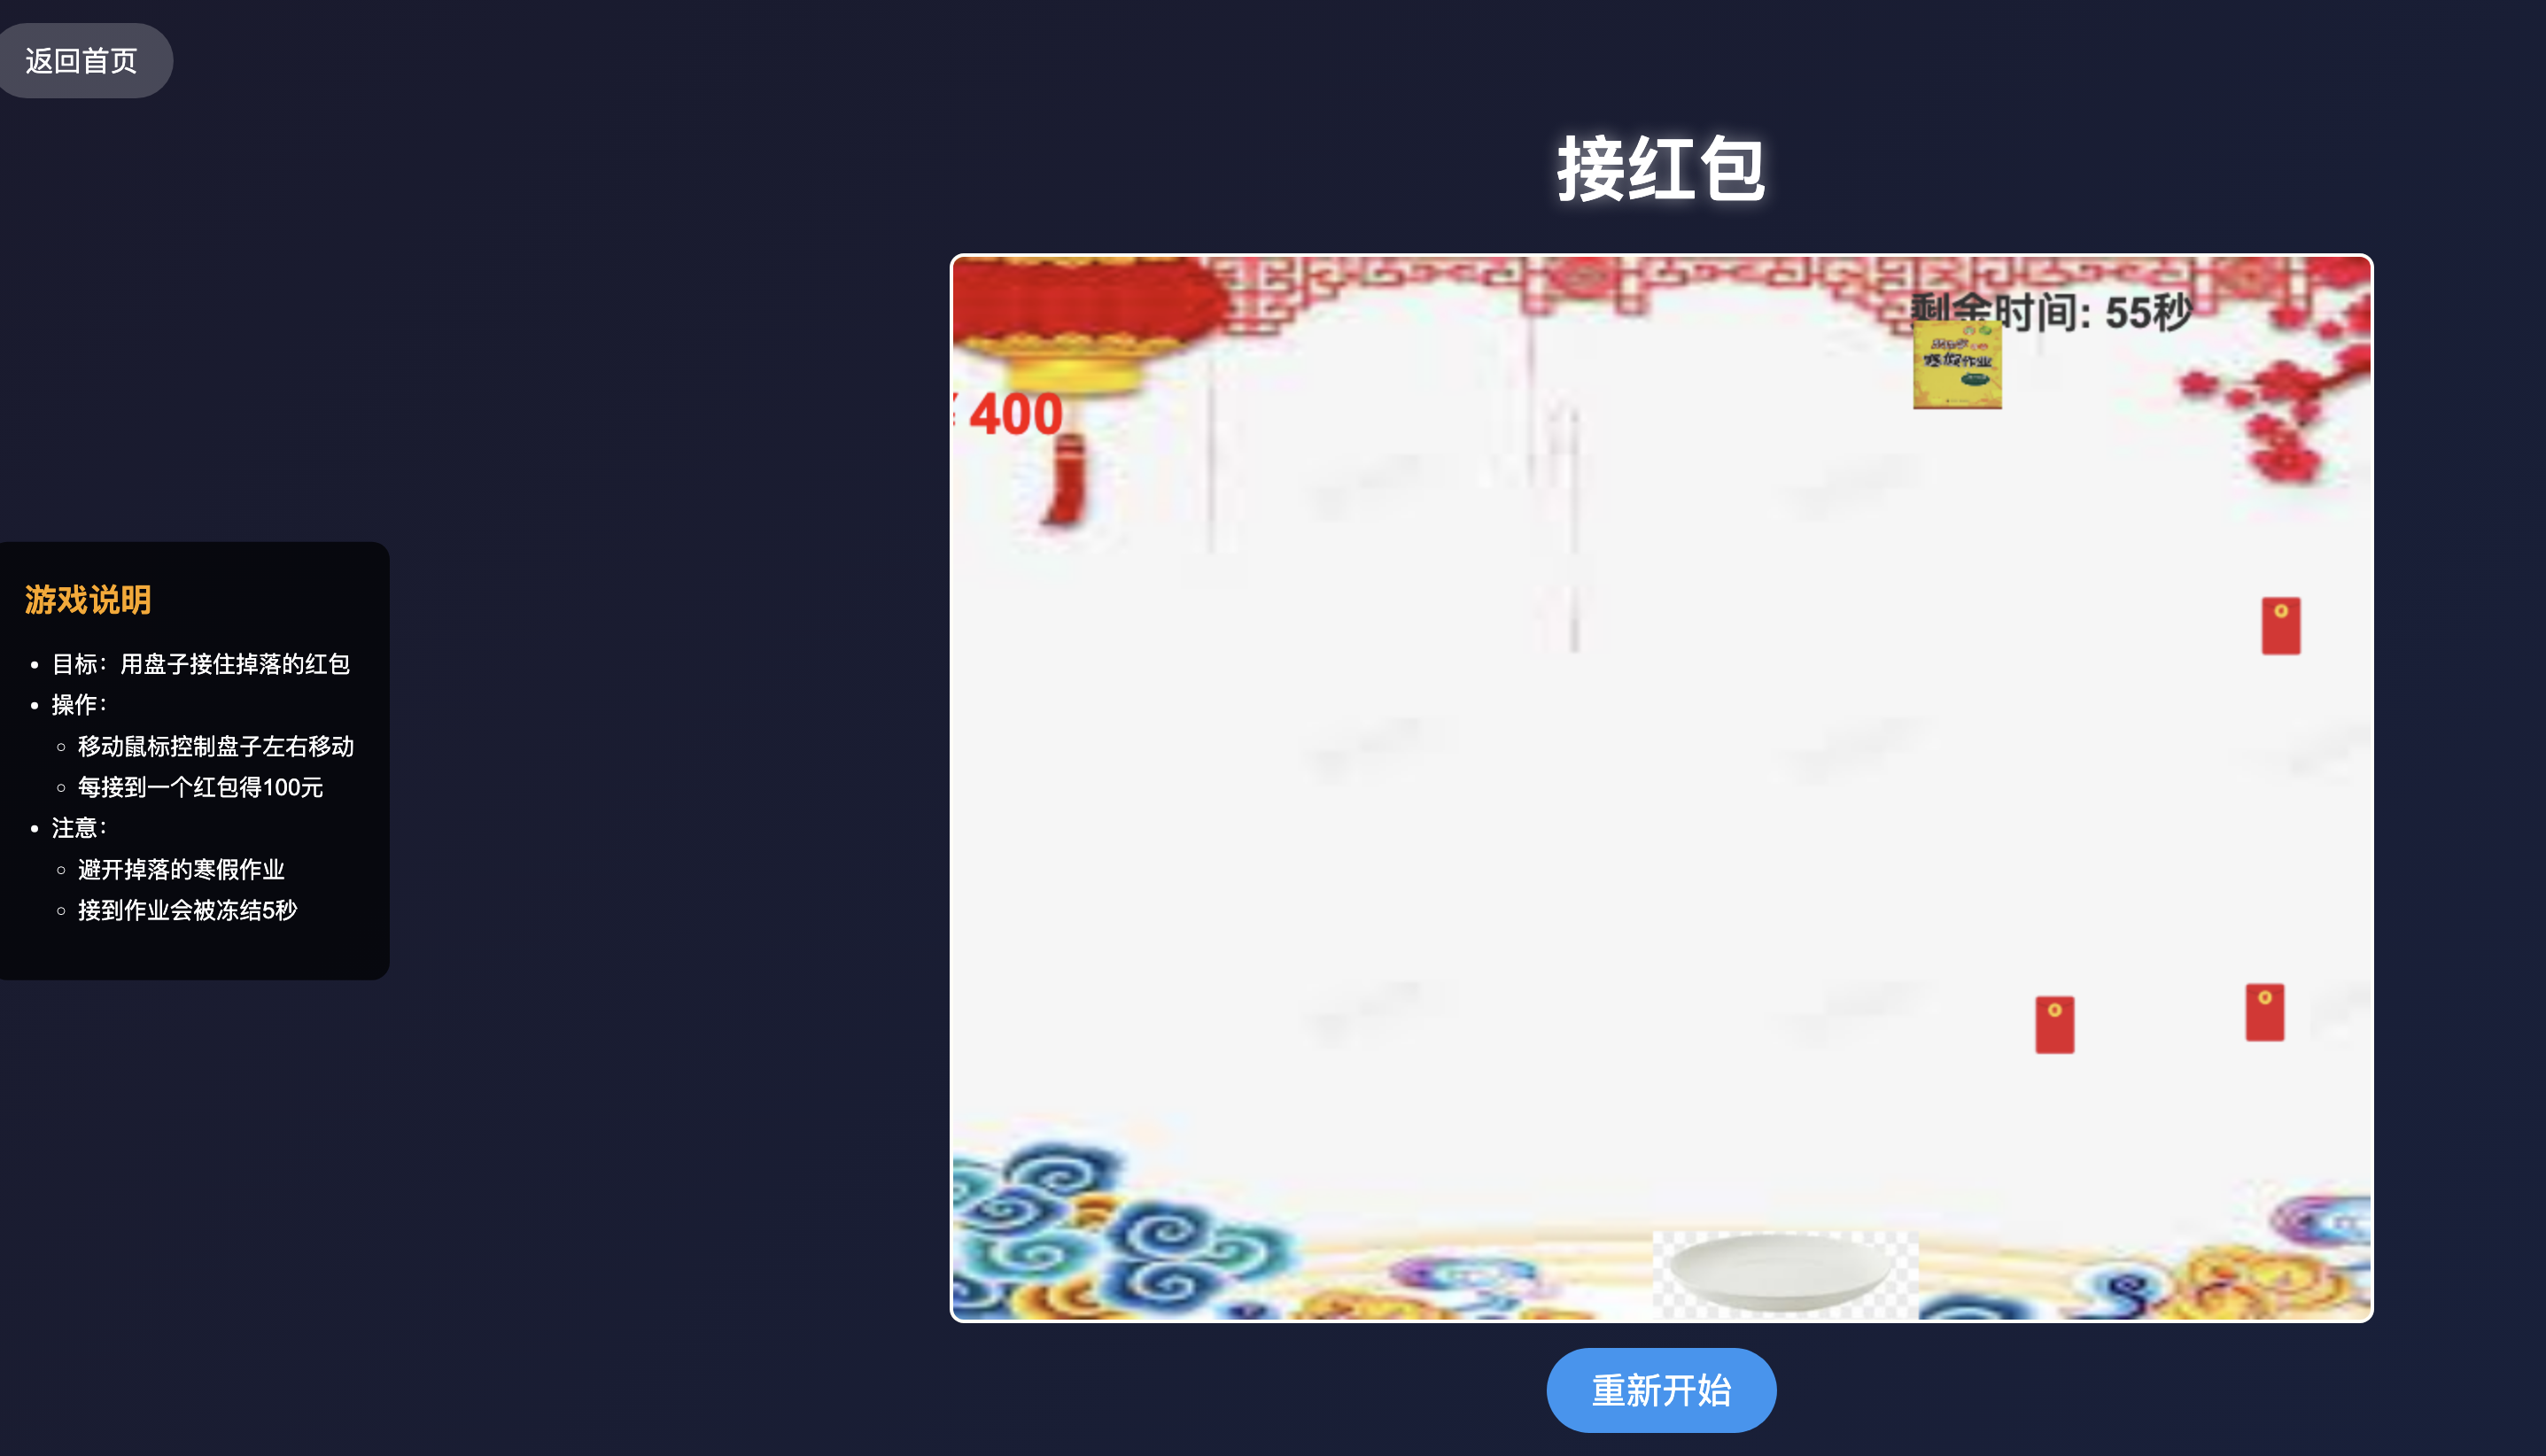 返回首页
接红包
剩余时间: 55秒
寒假作业
400
游戏说明
目标：用盘子接住掉落的红包
操作：
移动鼠标控制盘子左右移动
每接到一个红包得100元
注意：
避开掉落的寒假作业
接到作业会被冻结5秒
重新开始